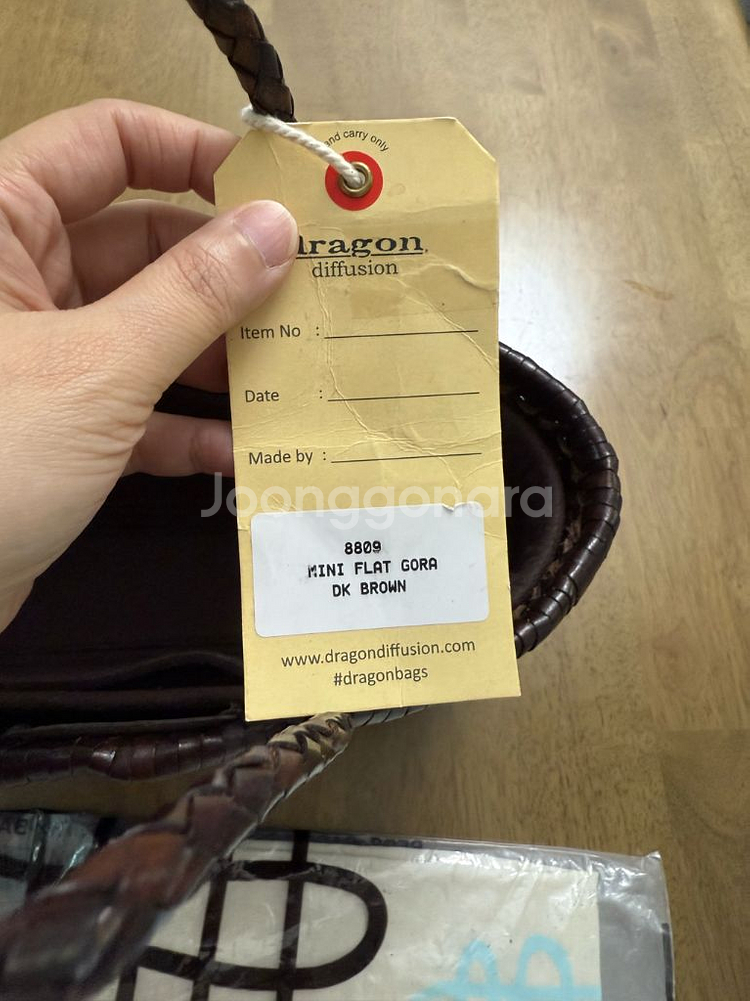 and carry only
dragon
diffusion
Item No :
Date :
Made by :
Joonggonara
8809
MINI FLAT GORA
DK BROWN
www.dragondiffusion.com
#dragonbags